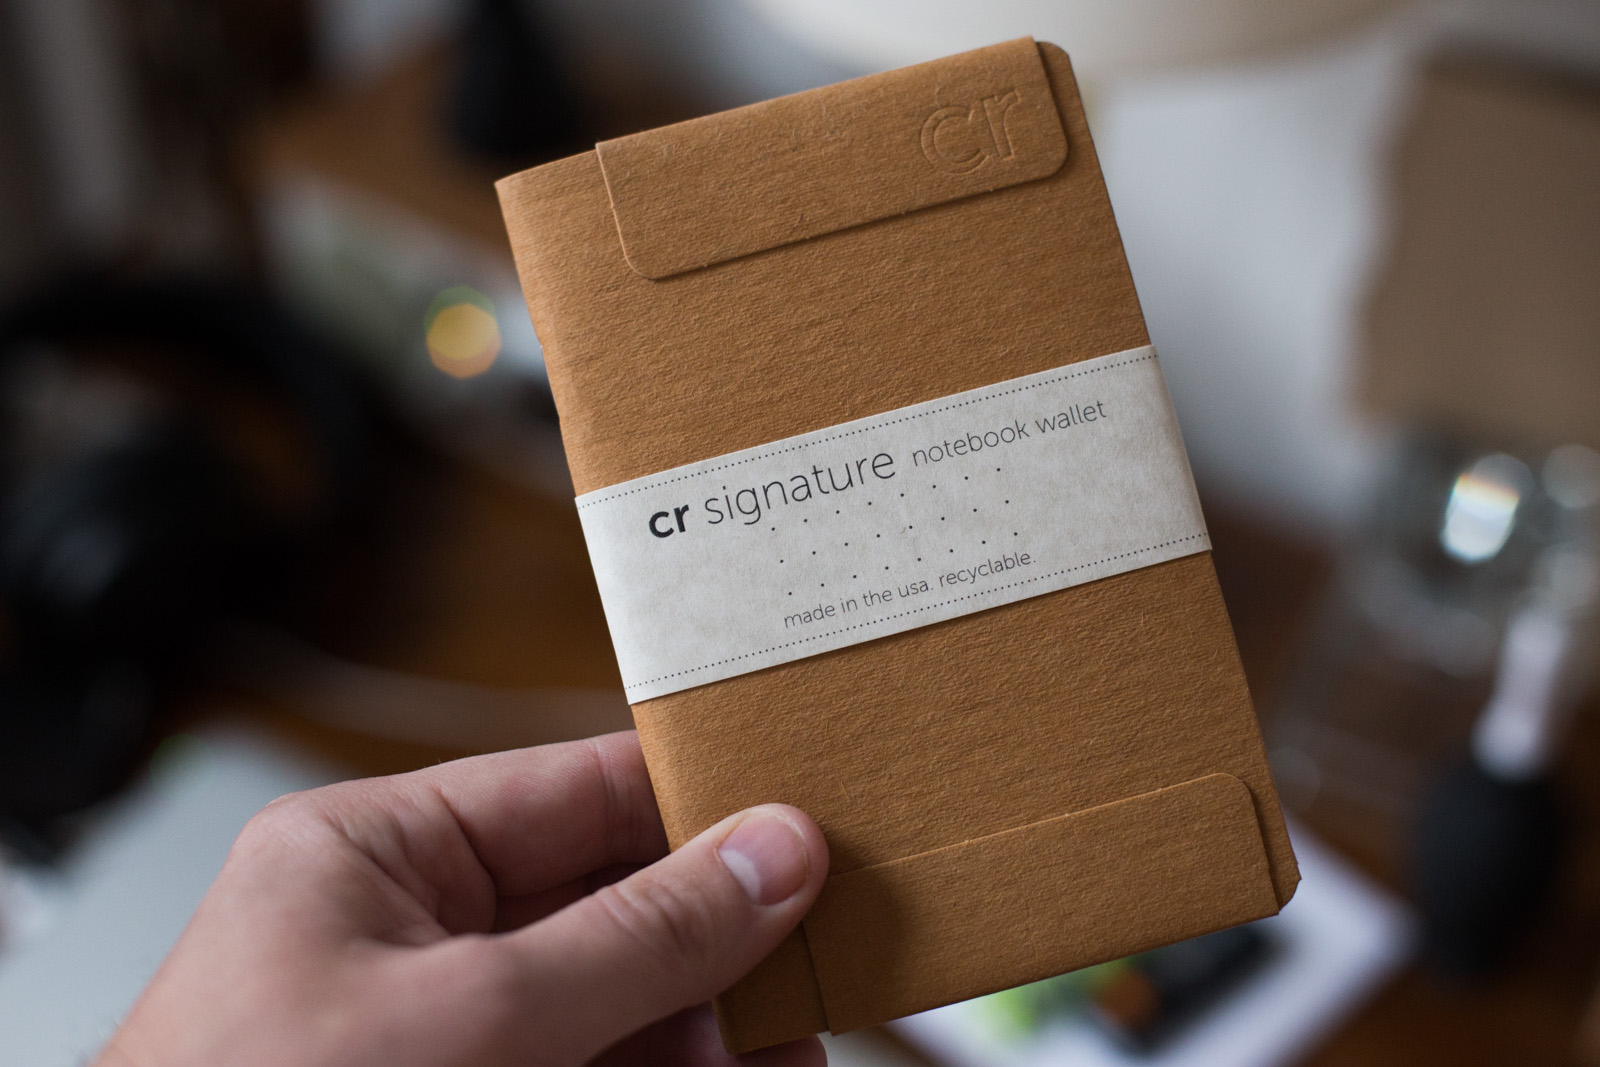 cr
cr signature notebook wallet
made in the usa. recyclable.